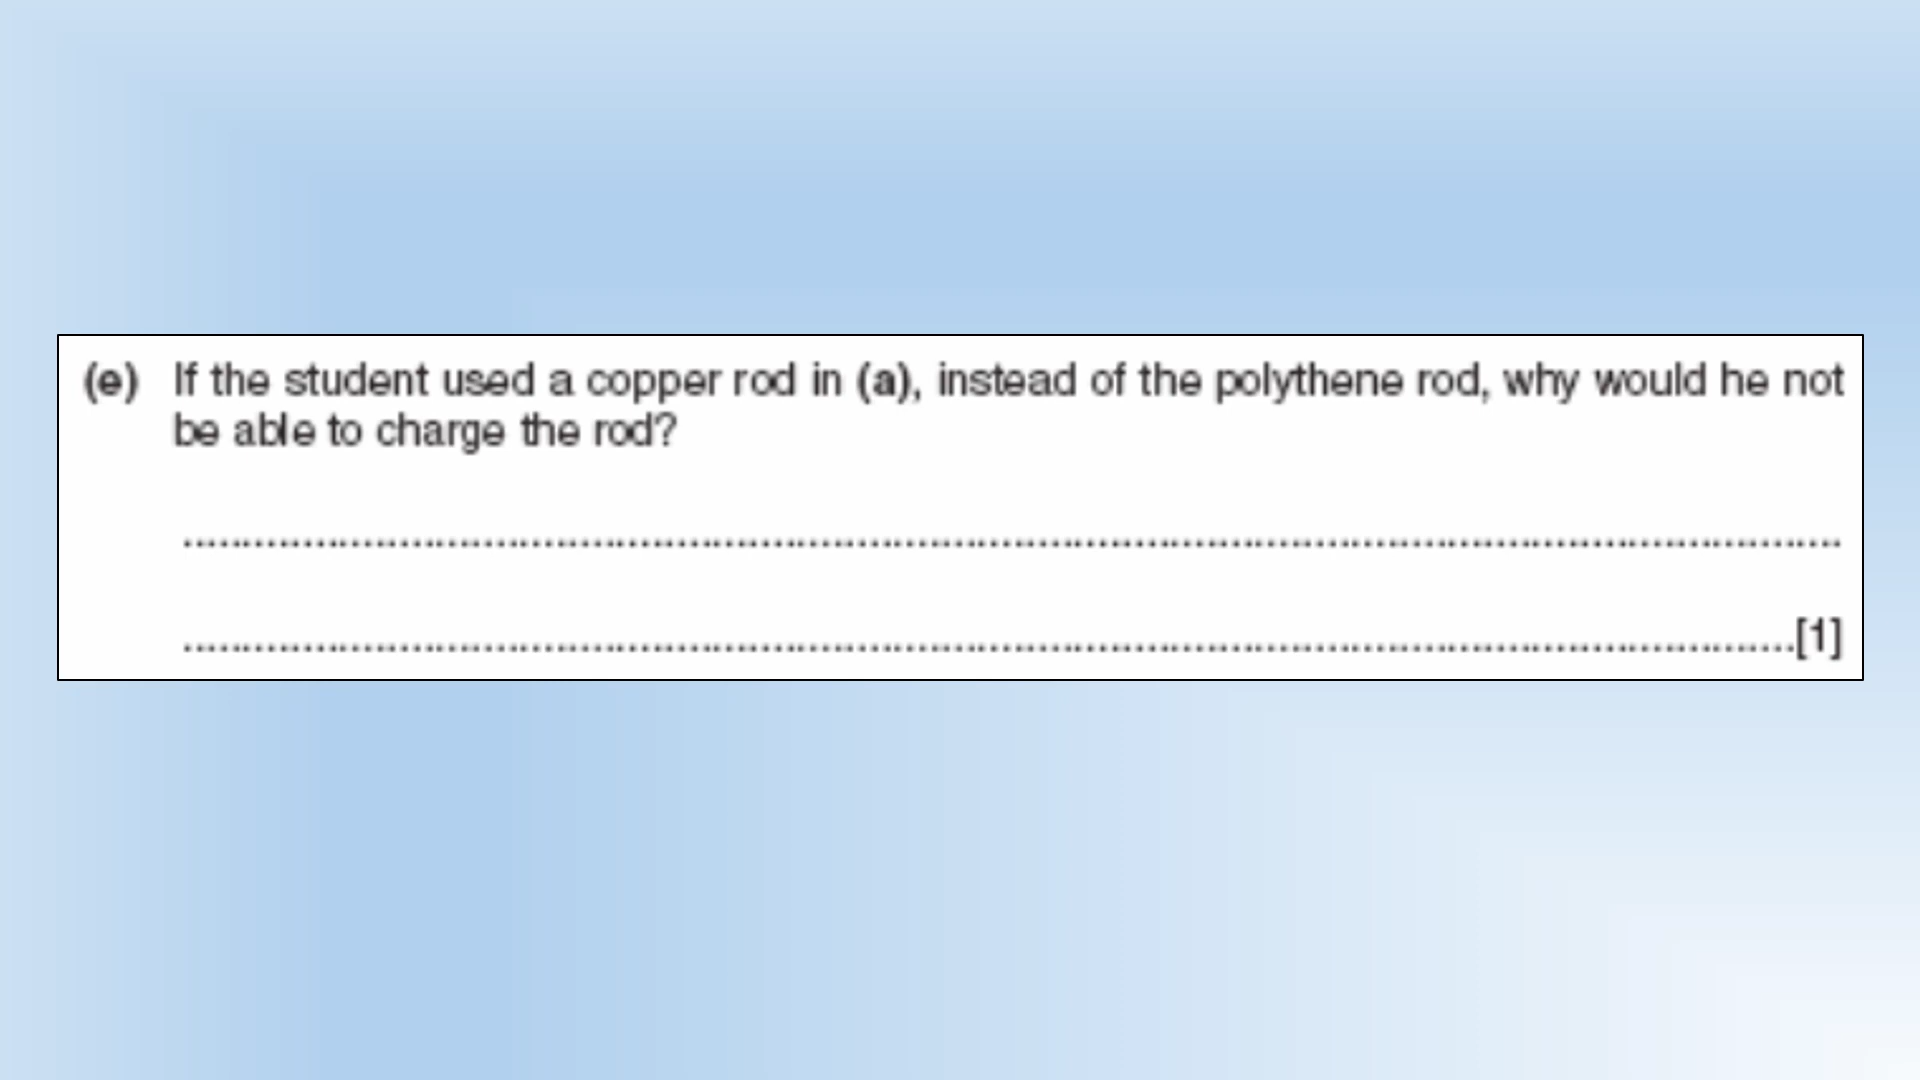 (e) If the student used a copper rod in (a), instead of the polythene rod, why would he not
be able to charge the rod?
..........................................................................................
..........................................................................................[1]